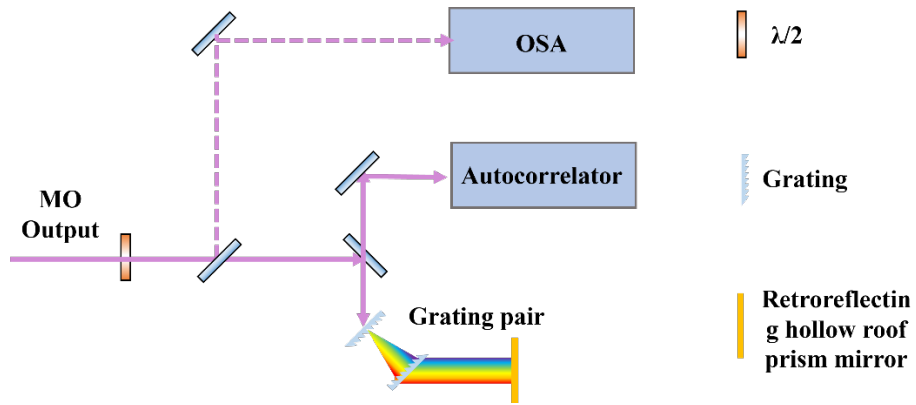 OSA
λ/2
Autocorrelator
Grating
MO
Output
Grating pair
Retroreflectin
g hollow roof
prism mirror